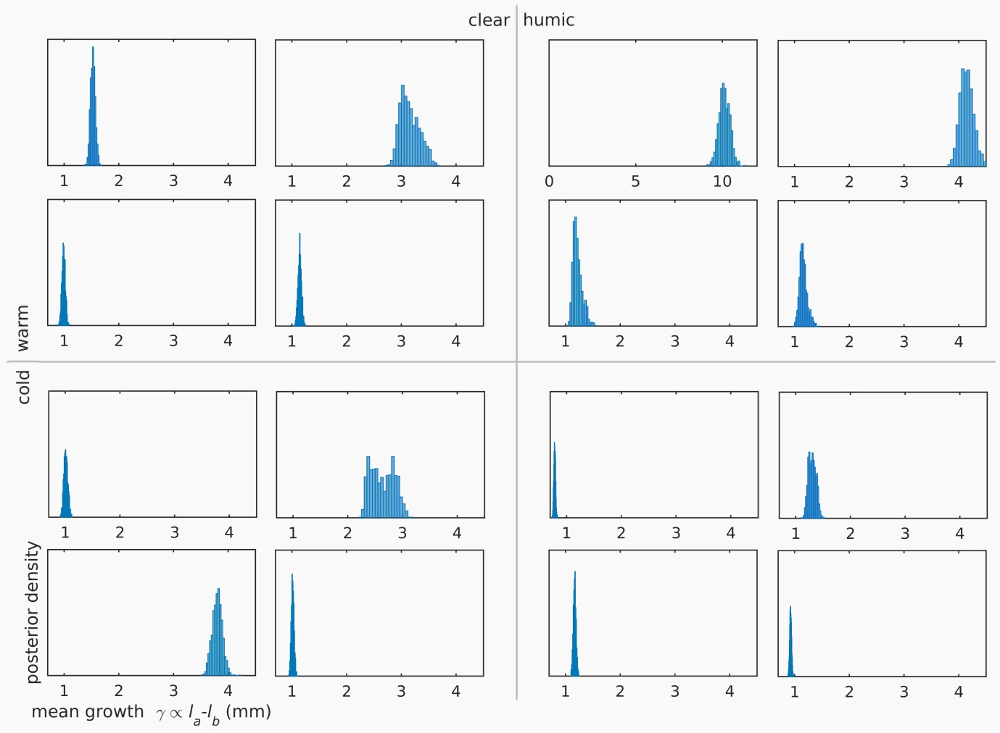 clear humic
1 2 3 4 1 2 3 4 0 5 10 1 2 3 4
warm
1 2 3 4 1 2 3 4 1 2 3 4 1 2 3 4
cold
1 2 3 4 1 2 3 4 1 2 3 4 1 2 3 4
posterior density
1 2 3 4 1 2 3 4 1 2 3 4 1 2 3 4
mean growth γ ∝ l_a-l_b (mm)